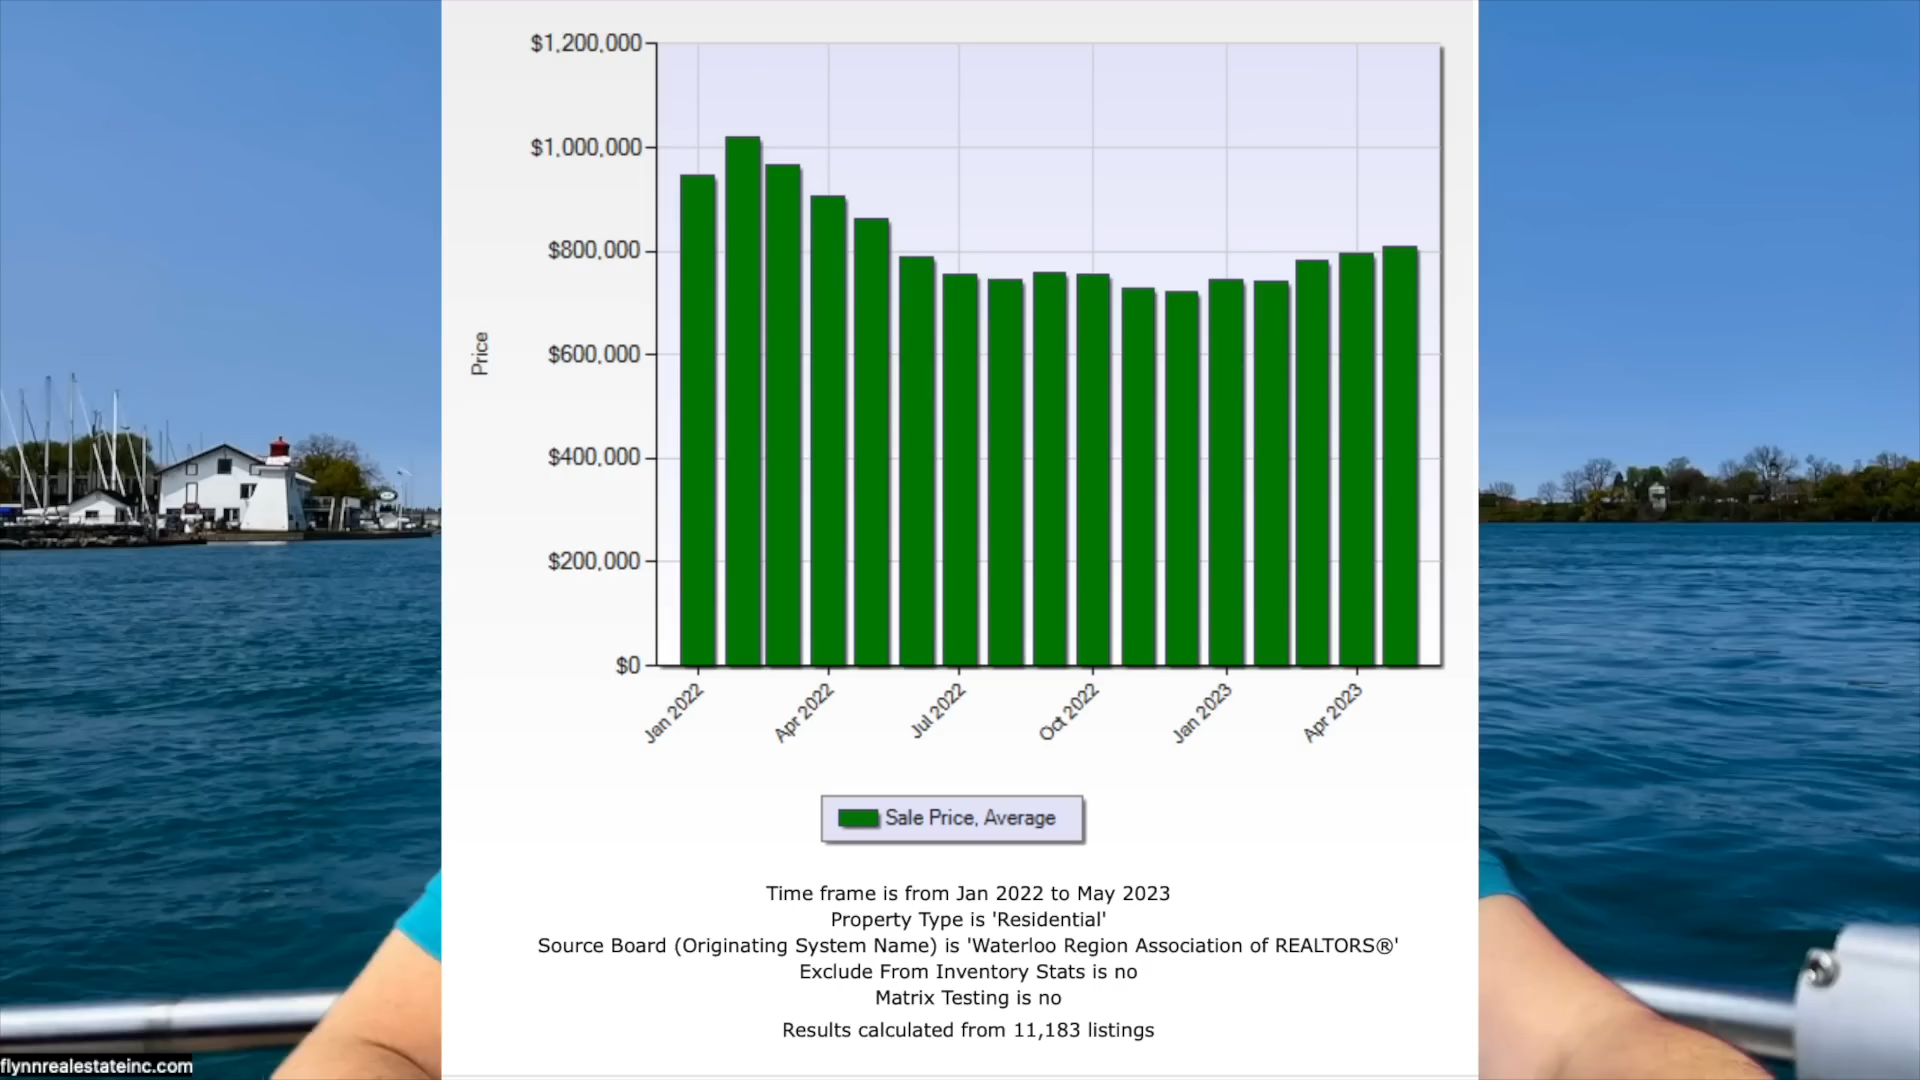 $1,200,000
$1,000,000
$800,000
$600,000
$400,000
$200,000
$0
Price
Jan 2022
Apr 2022
Jul 2022
Oct 2022
Jan 2023
Apr 2023
Sale Price, Average
Time frame is from Jan 2022 to May 2023
Property Type is 'Residential'
Source Board (Originating System Name) is 'Waterloo Region Association of REALTORS®'
Exclude From Inventory Stats is no
Matrix Testing is no
Results calculated from 11,183 listings
flynnrealestateinc.com